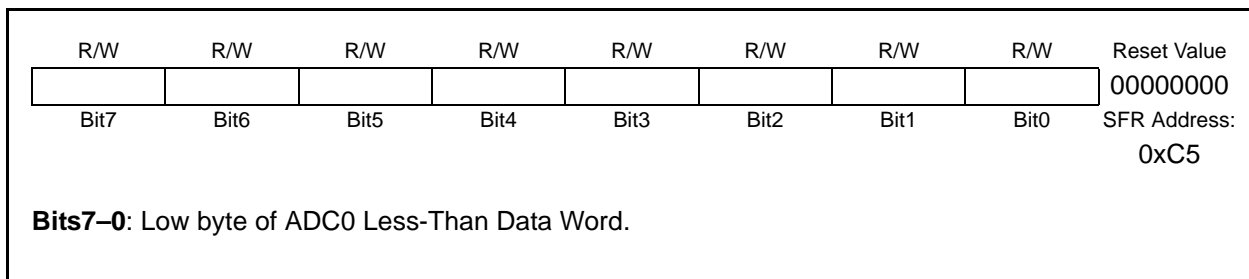 R/W R/W R/W R/W R/W R/W R/W R/W Reset Value
00000000
Bit7 Bit6 Bit5 Bit4 Bit3 Bit2 Bit1 Bit0 SFR Address:
0xC5
Bits7–0: Low byte of ADC0 Less-Than Data Word.